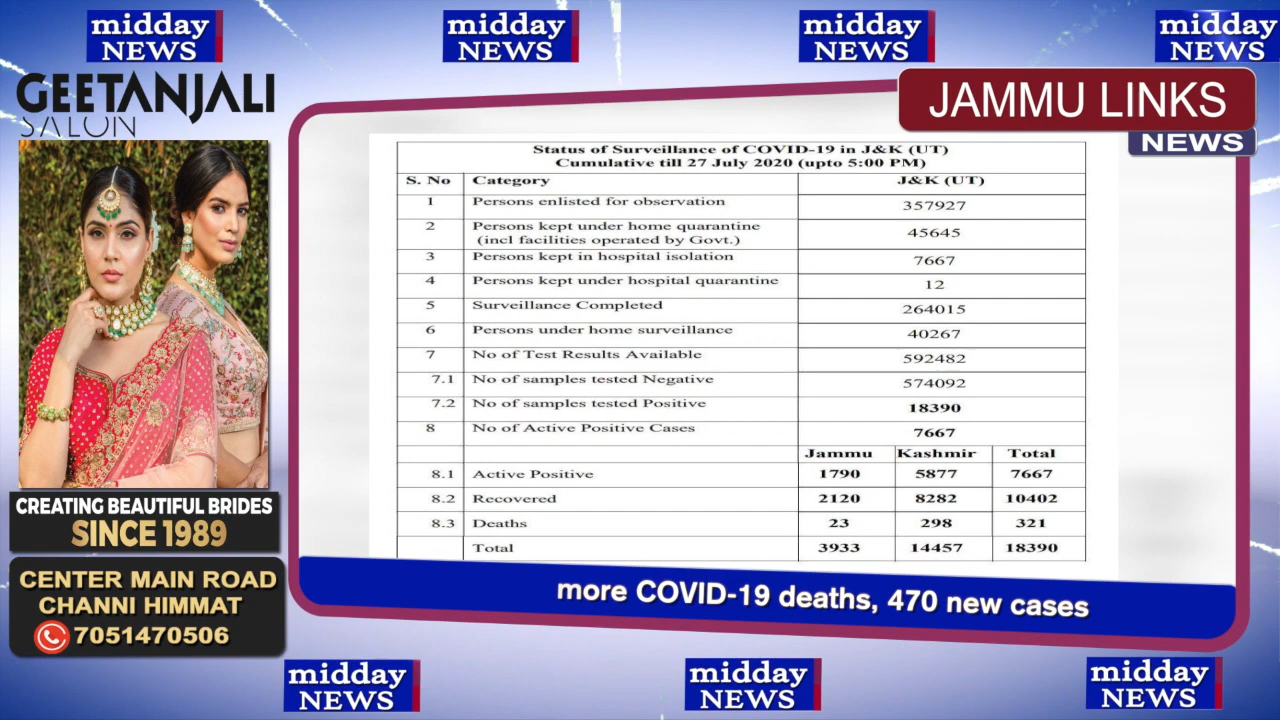 midday NEWS
midday NEWS
midday NEWS
midday NEWS
GEETANJALI
SALON
CREATING BEAUTIFUL BRIDES
SINCE 1989
CENTER MAIN ROAD
CHANNI HIMMAT
7051470506
JAMMU LINKS
NEWS
Status of Surveillance of COVID-19 in J&K (UT)
Cumulative till 27 July 2020 (upto 5:00 PM)
S. No Category J&K (UT)
1 Persons enlisted for observation 357927
2 Persons kept under home quarantine
(incl facilities operated by Govt.) 45645
3 Persons kept in hospital isolation 7667
4 Persons kept under hospital quarantine 12
5 Surveillance Completed 264015
6 Persons under home surveillance 40267
7 No of Test Results Available 592482
7.1 No of samples tested Negative 574092
7.2 No of samples tested Positive 18390
8 No of Active Positive Cases 7667
Jammu Kashmir Total
8.1 Active Positive 1790 5877 7667
8.2 Recovered 2120 8282 10402
8.3 Deaths 23 298 321
Total 3933 14457 18390
more COVID-19 deaths, 470 new cases
midday NEWS
midday NEWS
midday NEWS